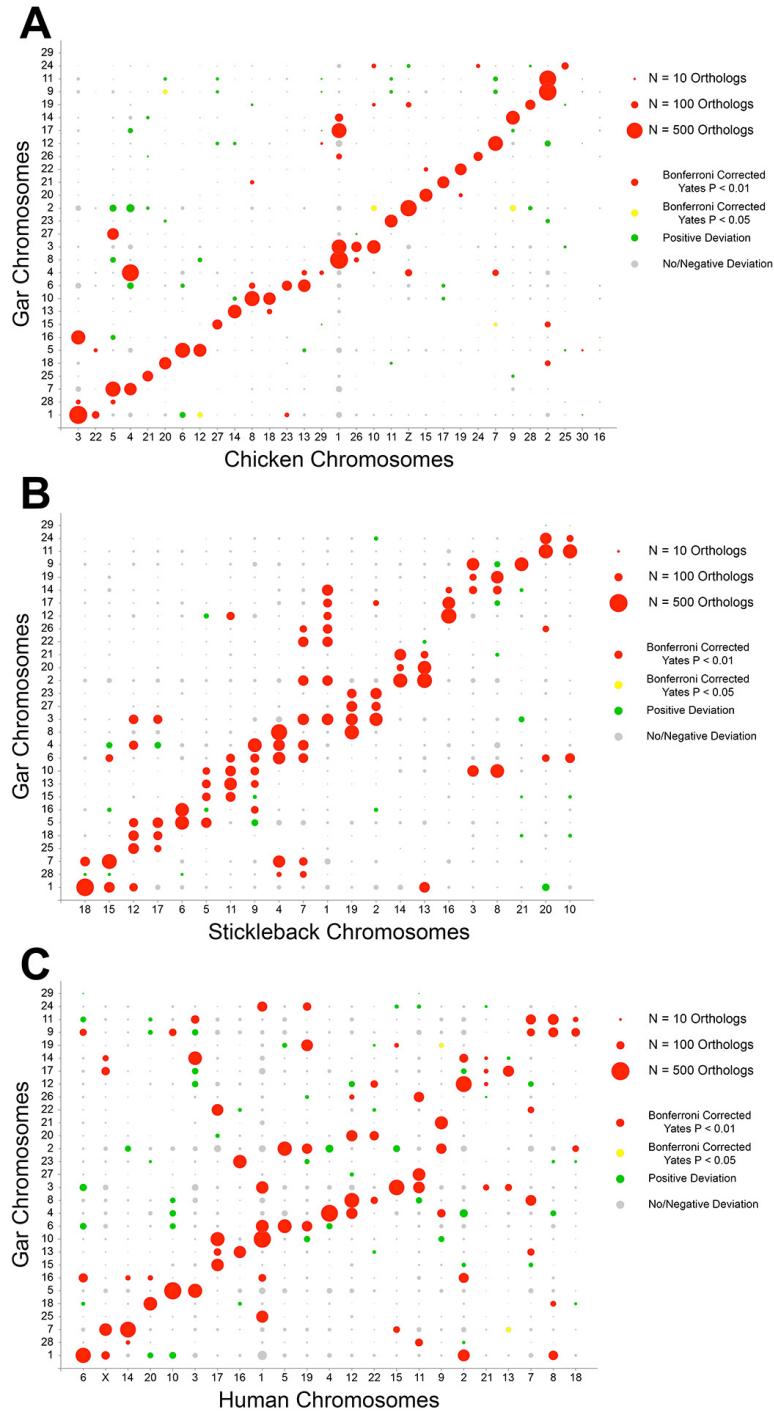 A
Gar Chromosomes
29
24
11
9
19
14
17
12
26
22
21
20
2
23
27
3
8
4
6
10
13
15
16
5
18
25
7
28
1
3 22 5 4 21 20 6 12 27 14 8 18 23 13 29 1 26 10 11 Z 15 17 19 24 7 9 28 2 25 30 16
Chicken Chromosomes
N = 10 Orthologs
N = 100 Orthologs
N = 500 Orthologs
Bonferroni Corrected
Yates P < 0.01
Bonferroni Corrected
Yates P < 0.05
Positive Deviation
No/Negative Deviation
B
Gar Chromosomes
29
24
11
9
19
14
17
12
26
22
21
20
2
23
27
3
8
4
6
10
13
15
16
5
18
25
7
28
1
18 15 12 17 6 5 11 9 4 7 1 19 2 14 13 16 3 8 21 20 10
Stickleback Chromosomes
N = 10 Orthologs
N = 100 Orthologs
N = 500 Orthologs
Bonferroni Corrected
Yates P < 0.01
Bonferroni Corrected
Yates P < 0.05
Positive Deviation
No/Negative Deviation
C
Gar Chromosomes
29
24
11
9
19
14
17
12
26
22
21
20
2
23
27
3
8
4
6
10
13
15
16
5
18
25
7
28
1
6 X 14 20 10 3 17 16 1 5 19 4 12 22 15 11 9 2 21 13 7 8 18
Human Chromosomes
N = 10 Orthologs
N = 100 Orthologs
N = 500 Orthologs
Bonferroni Corrected
Yates P < 0.01
Bonferroni Corrected
Yates P < 0.05
Positive Deviation
No/Negative Deviation